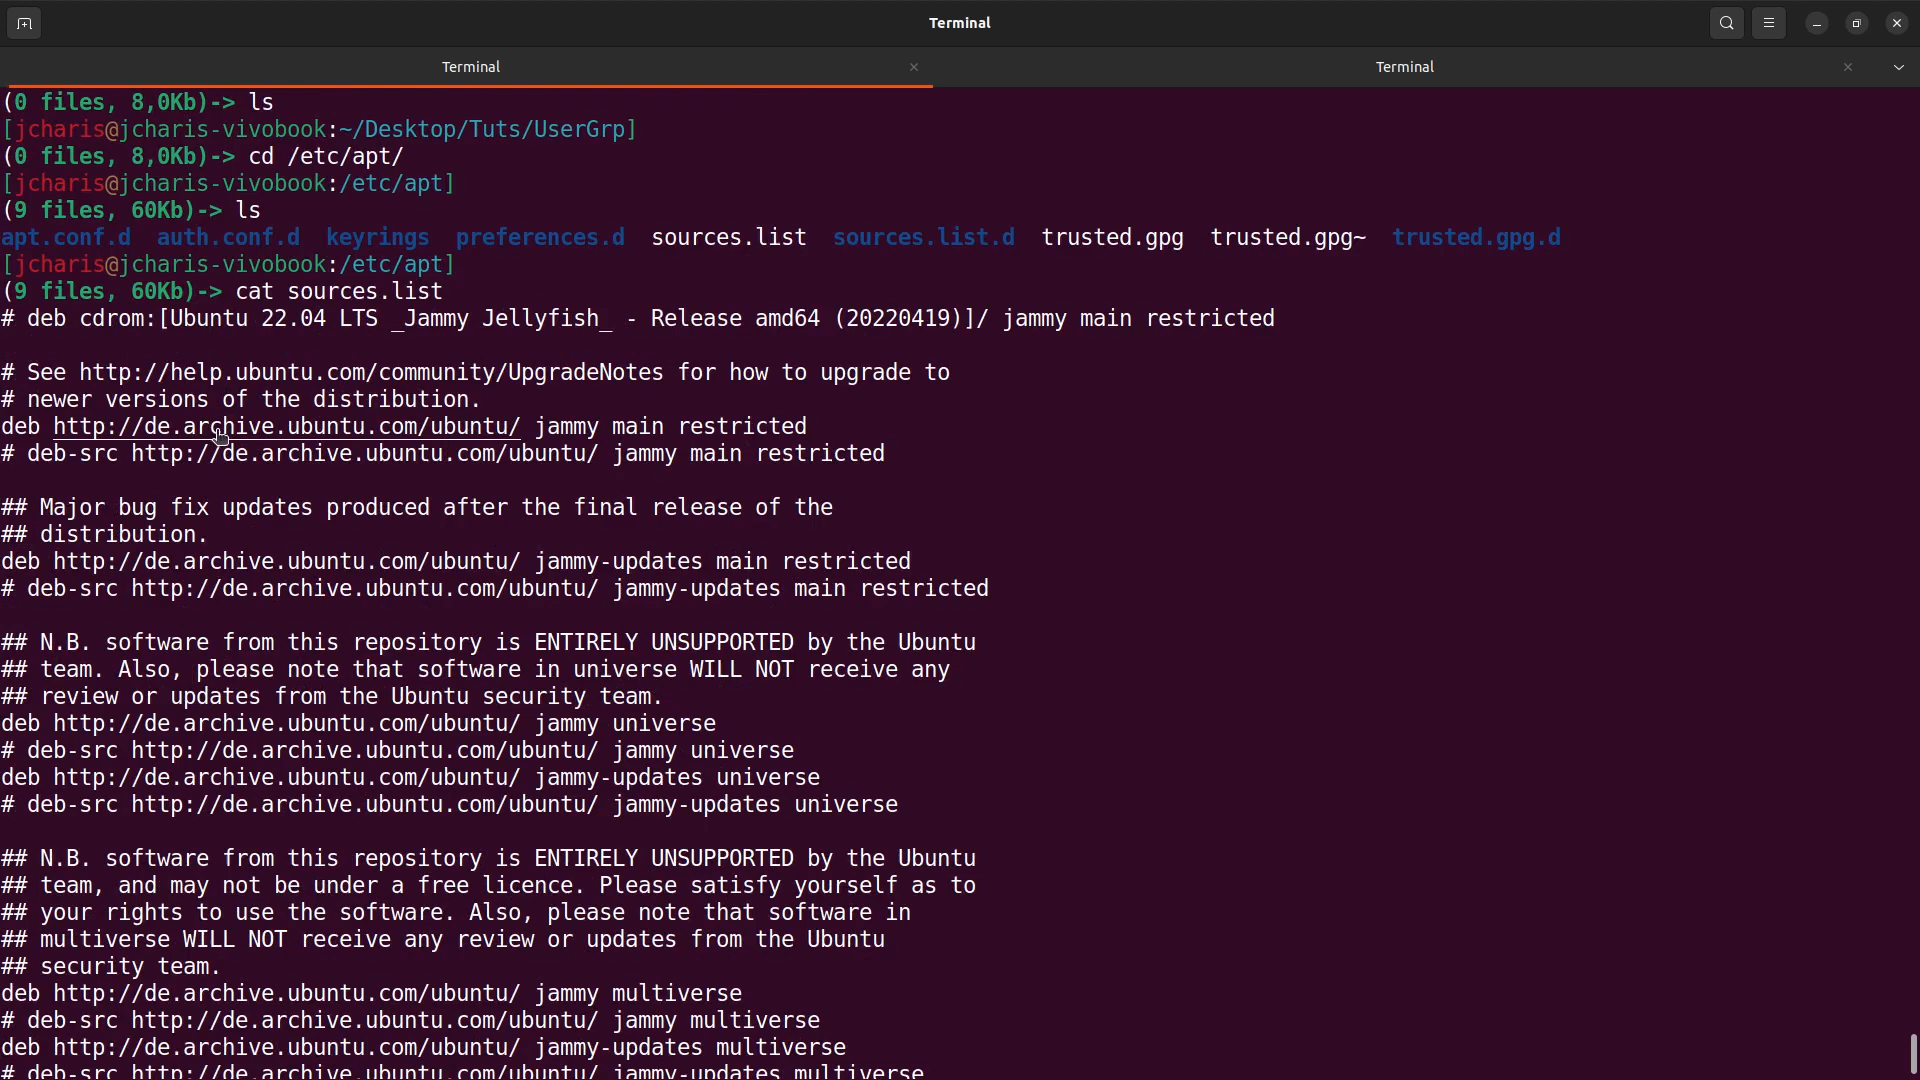 Terminal
Terminal
Terminal
(0 files, 8,0Kb)-> ls
[jcharis@jcharis-vivobook:~/Desktop/Tuts/UserGrp]
(0 files, 8,0Kb)-> cd /etc/apt/
[jcharis@jcharis-vivobook:/etc/apt]
(9 files, 60Kb)-> ls
apt.conf.d  auth.conf.d  keyrings  preferences.d  sources.list  sources.list.d  trusted.gpg  trusted.gpg~  trusted.gpg.d
[jcharis@jcharis-vivobook:/etc/apt]
(9 files, 60Kb)-> cat sources.list
# deb cdrom:[Ubuntu 22.04 LTS _Jammy Jellyfish_ - Release amd64 (20220419)]/ jammy main restricted
# See http://help.ubuntu.com/community/UpgradeNotes for how to upgrade to
# newer versions of the distribution.
deb http://de.archive.ubuntu.com/ubuntu/ jammy main restricted
# deb-src http://de.archive.ubuntu.com/ubuntu/ jammy main restricted
## Major bug fix updates produced after the final release of the
## distribution.
deb http://de.archive.ubuntu.com/ubuntu/ jammy-updates main restricted
# deb-src http://de.archive.ubuntu.com/ubuntu/ jammy-updates main restricted
## N.B. software from this repository is ENTIRELY UNSUPPORTED by the Ubuntu
## team. Also, please note that software in universe WILL NOT receive any
## review or updates from the Ubuntu security team.
deb http://de.archive.ubuntu.com/ubuntu/ jammy universe
# deb-src http://de.archive.ubuntu.com/ubuntu/ jammy universe
deb http://de.archive.ubuntu.com/ubuntu/ jammy-updates universe
# deb-src http://de.archive.ubuntu.com/ubuntu/ jammy-updates universe
## N.B. software from this repository is ENTIRELY UNSUPPORTED by the Ubuntu
## team, and may not be under a free licence. Please satisfy yourself as to
## your rights to use the software. Also, please note that software in
## multiverse WILL NOT receive any review or updates from the Ubuntu
## security team.
deb http://de.archive.ubuntu.com/ubuntu/ jammy multiverse
# deb-src http://de.archive.ubuntu.com/ubuntu/ jammy multiverse
deb http://de.archive.ubuntu.com/ubuntu/ jammy-updates multiverse
# deb-src http://de.archive.ubuntu.com/ubuntu/ jammy-updates multiverse